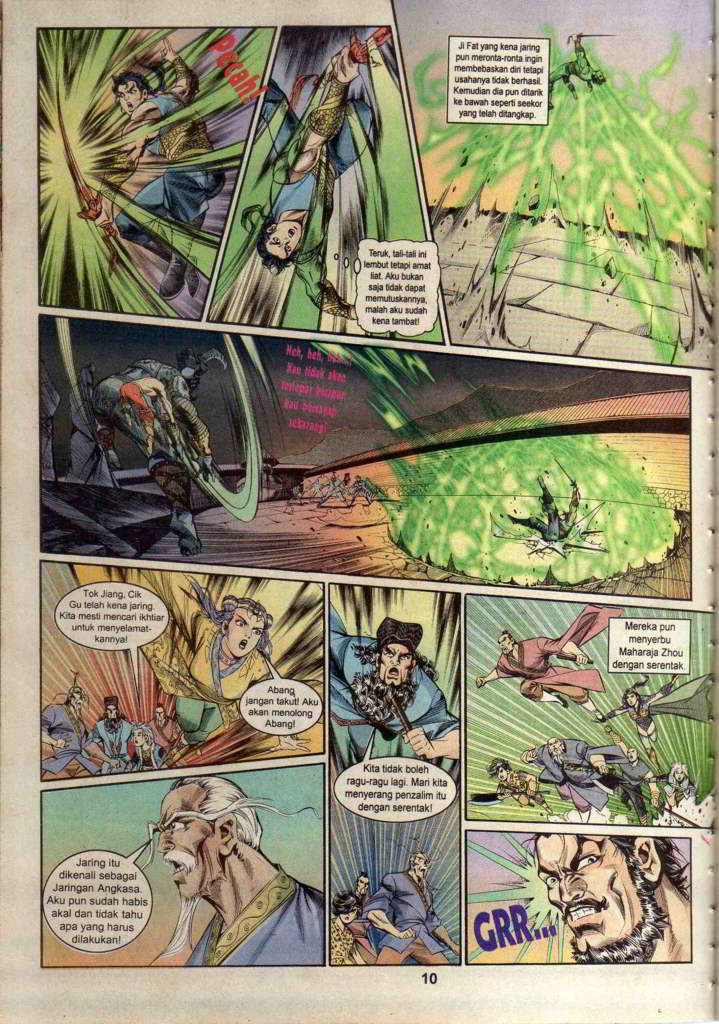 Pecah!
Teruk, tali-tali ini
lembut tetapi amat
liat. Aku bukan
saja tidak dapat
memutuskannya,
malah aku sudah
kena tambat!
Ji Fat yang kena jaring
pun meronta-ronta ingin
membebaskan diri tetapi
usahanya tidak berhasil.
Kemudian dia pun ditarik
ke bawah seperti seekor
yang telah ditangkap.
Heh, heh, heh...!
Kau tidak akan
terlepas
sekarang!
Tok Jiang, Cik
Gu telah kena jaring.
Kita mesti mencari ikhtiar
untuk menyelamat-
kannya!
Abang,
jangan takut! Aku
akan menolong
Abang!
Jaring itu
dikenali sebagai
Jaringan Angkasa.
Aku pun sudah habis
akal dan tidak tahu
apa yang harus
dilakukan!
Kita tidak boleh
ragu-ragu lagi. Mari kita
menyerang penzalim itu
dengan serentak!
Mereka pun
menyerbu
Maharaja Zhou
dengan serentak.
GRR...
10